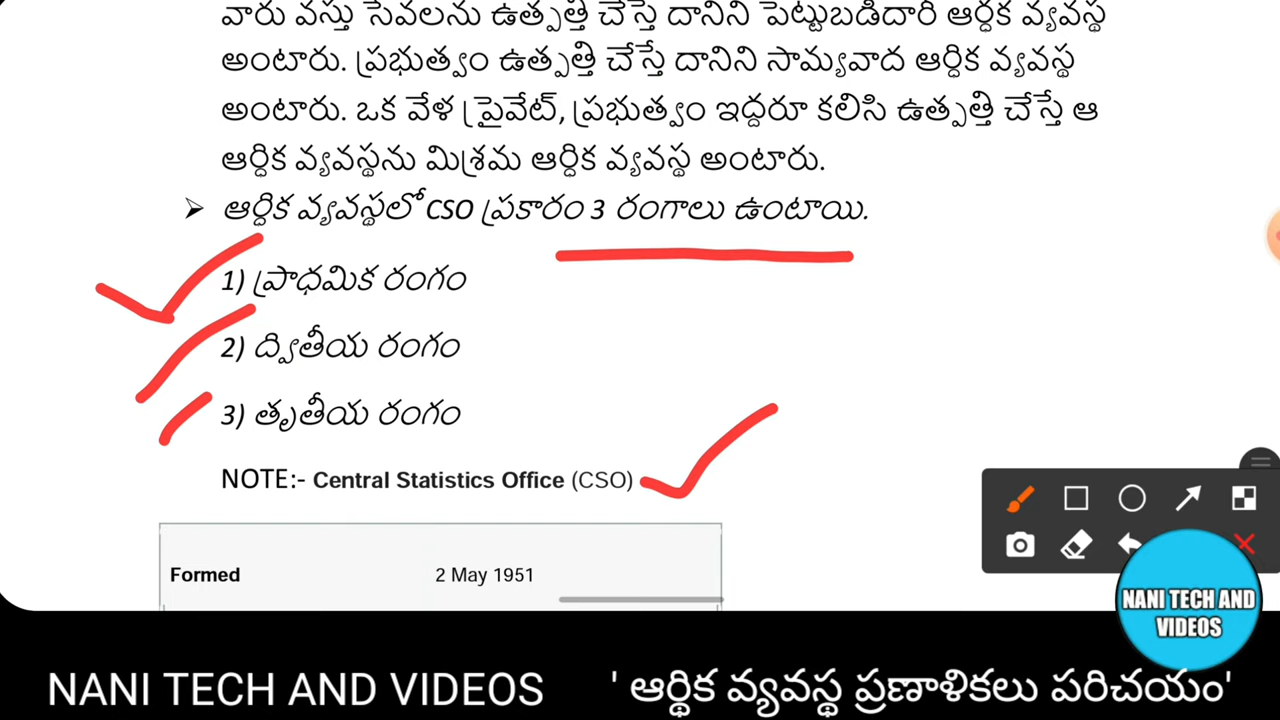 వారు వస్తు సేవలను ఉత్పత్తి చేస్తే దానిని పెట్టుబడిదారీ ఆర్ధిక వ్యవస్థ
అంటారు. ప్రభుత్వం ఉత్పత్తి చేస్తే దానిని సామ్యవాద ఆర్ధిక వ్యవస్థ
అంటారు. ఒక వేళ ప్రైవేట్, ప్రభుత్వం ఇద్దరూ కలిసి ఉత్పత్తి చేస్తే ఆ
ఆర్ధిక వ్యవస్థను మిశ్రమ ఆర్ధిక వ్యవస్థ అంటారు.
➢ ఆర్ధిక వ్యవస్థలో CSO ప్రకారం 3 రంగాలు ఉంటాయి.
1) ప్రాధమిక రంగం
2) ద్వితీయ రంగం
3) తృతీయ రంగం
NOTE:- Central Statistics Office (CSO)
Formed 2 May 1951
NANI TECH AND
VIDEOS
NANI TECH AND VIDEOS ' ఆర్థిక వ్యవస్థ ప్రణాళికలు పరిచయం'